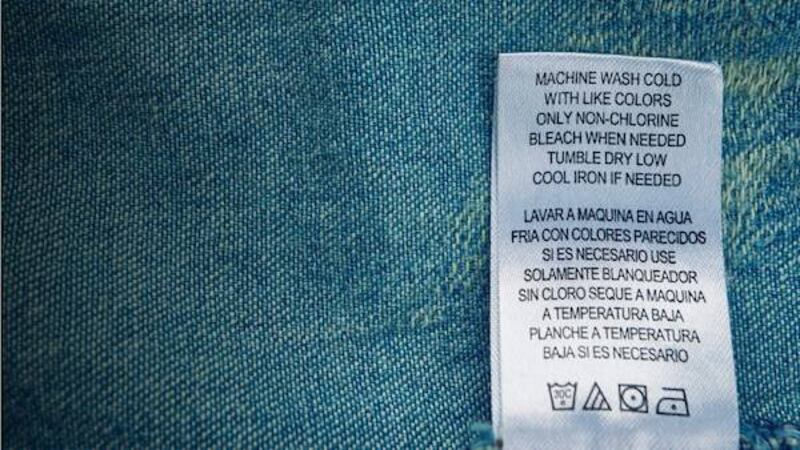 MACHINE WASH COLD
WITH LIKE COLORS
ONLY NON-CHLORINE
BLEACH WHEN NEEDED
TUMBLE DRY LOW
COOL IRON IF NEEDED
LAVAR A MAQUINA EN AGUA
FRIA CON COLORES PARECIDOS
SI ES NECESARIO USE
SOLAMENTE BLANQUEADOR
SIN CLORO SEQUE A MAQUINA
A TEMPERATURA BAJA
PLANCHE A TEMPERATURA
BAJA SI ES NECESARIO
30C